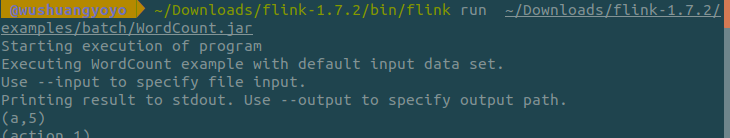 @wushuangyoyo ~/Downloads/flink-1.7.2/bin/flink run ~/Downloads/flink-1.7.2/
examples/batch/WordCount.jar
Starting execution of program
Executing WordCount example with default input data set.
Use --input to specify file input.
Printing result to stdout. Use --output to specify output path.
(a,5)
(action,1)